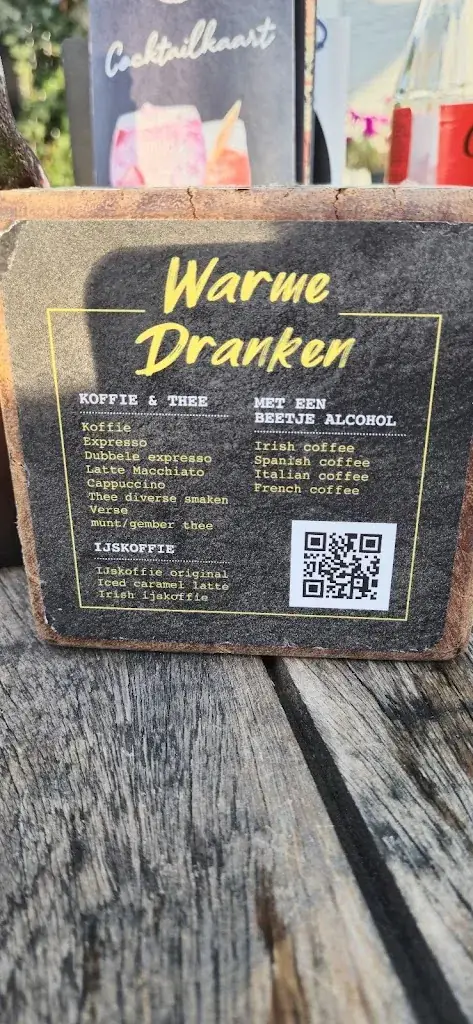 Cocktailkaart
Warme
Dranken
KOFFIE & THEE
Koffie
Expresso
Dubbele expresso
Latte Macchiato
Cappuccino
Thee diverse smaken
Verse
munt/gember thee
IJSKOFFIE
IJskoffie original
Iced caramel latte
Irish ijskoffie
MET EEN
BEETJE ALCOHOL
Irish coffee
Spanish coffee
Italian coffee
French coffee